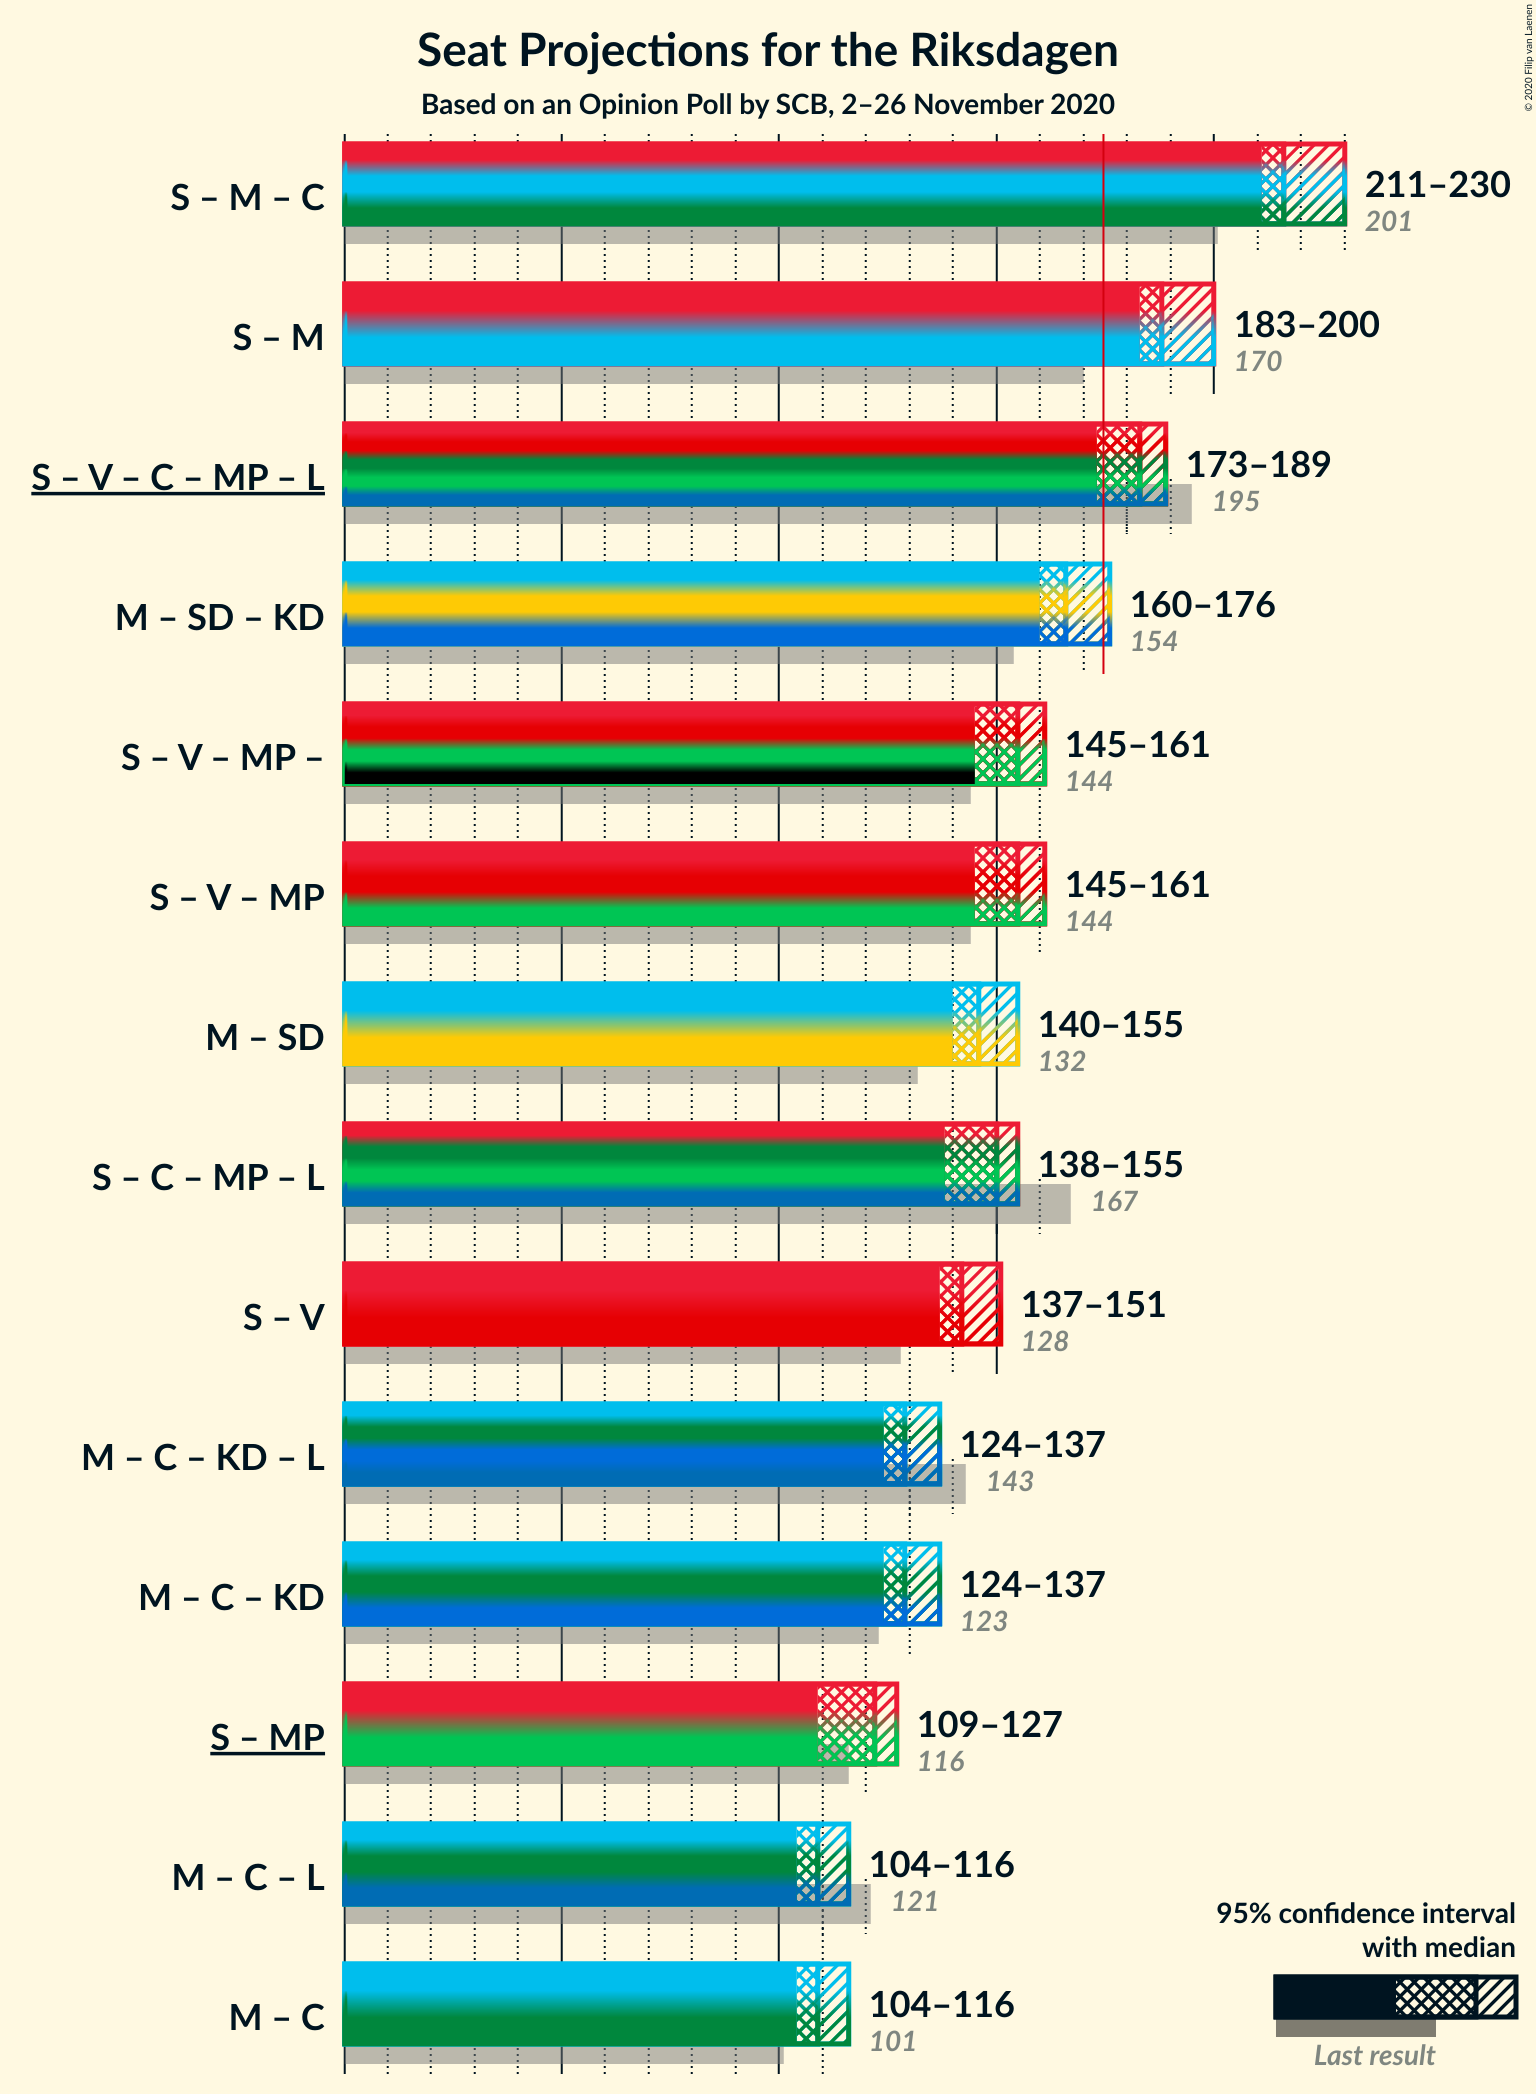 Seat Projections for the Riksdagen
Based on an Opinion Poll by SCB, 2–26 November 2020
© 2020 Filip van Laenen
S – M – C
211–230
201
S – M
183–200
170
S – V – C – MP – L
173–189
195
M – SD – KD
160–176
154
S – V – MP –
145–161
144
S – V – MP
145–161
144
M – SD
140–155
132
S – C – MP – L
138–155
167
S – V
137–151
128
M – C – KD – L
124–137
143
M – C – KD
124–137
123
S – MP
109–127
116
M – C – L
104–116
121
M – C
104–116
101
95% confidence interval
with median
Last result